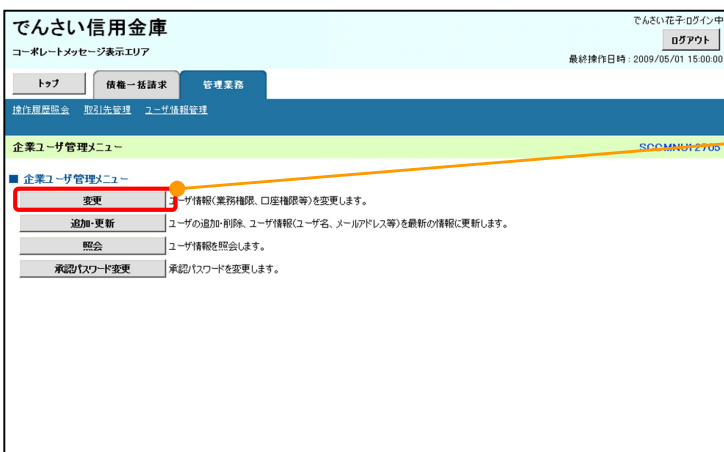 でんさい信用金庫
コーポレートメッセージ表示エリア
でんさい花子:ログイン中
ログアウト
最終操作日時：2009/05/01 15:00:00
トップ 債権一括請求 管理業務
操作履歴照会 取引先管理 ユーザ情報管理
企業ユーザ管理メニュー SCCMNU12705
■ 企業ユーザ管理メニュー
変更 ユーザ情報(業務権限、口座権限等)を変更します。
追加・更新 ユーザの追加・削除、ユーザ情報(ユーザ名、メールアドレス等)を最新の情報に更新します。
照会 ユーザ情報を照会します。
承認パスワード変更 承認パスワードを変更します。